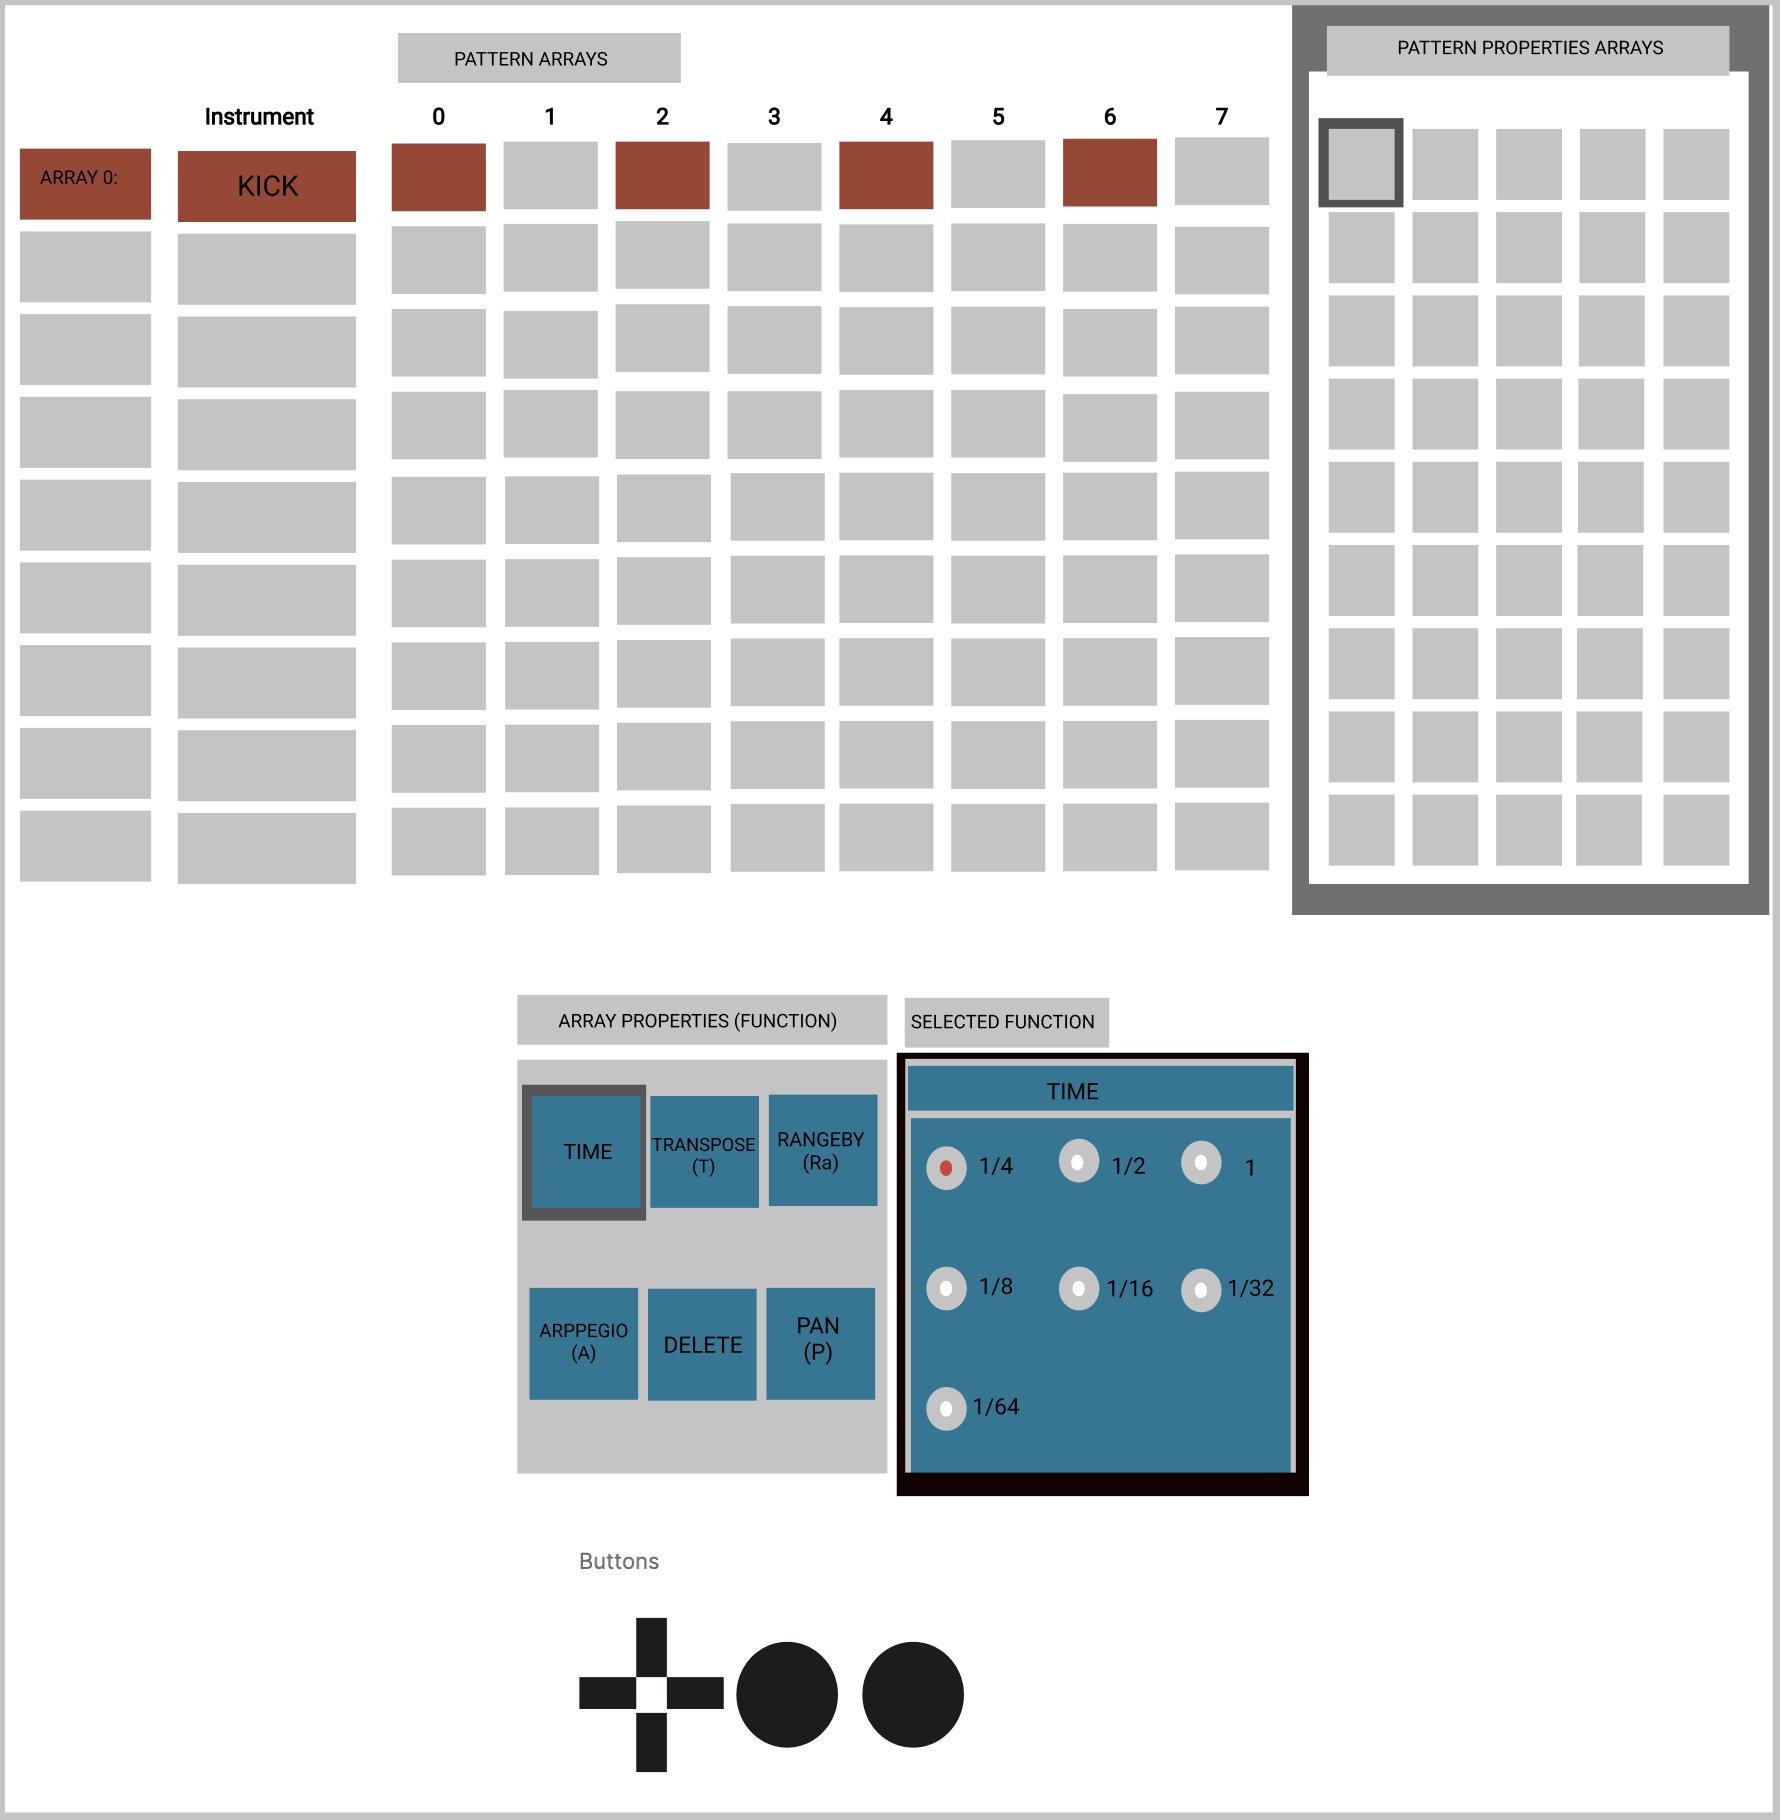 PATTERN ARRAYS
PATTERN PROPERTIES ARRAYS
Instrument 0 1 2 3 4 5 6 7
ARRAY 0: KICK
ARRAY PROPERTIES (FUNCTION)
SELECTED FUNCTION
TIME
TRANSPOSE
(T)
RANGEBY
(Ra)
ARPPEGIO
(A)
DELETE
PAN
(P)
TIME
1/4 1/2 1
1/8 1/16 1/32
1/64
Buttons